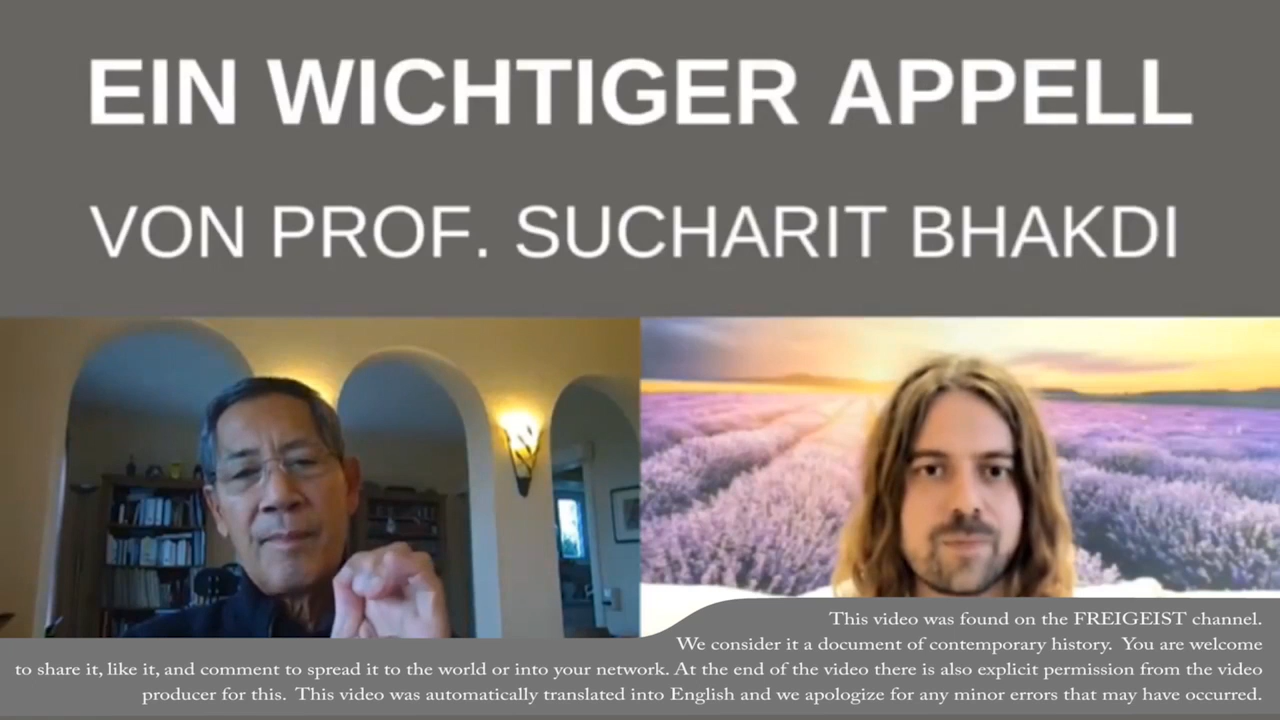 EIN WICHTIGER APPELL
VON PROF. SUCHARIT BHAKDI
This video was found on the FREIGEIST channel.
We consider it a document of contemporary history.  You are welcome
to share it, like it, and comment to spread it to the world or into your network. At the end of the video there is also explicit permission from the video
producer for this.  This video was automatically translated into English and we apologize for any minor errors that may have occurred.